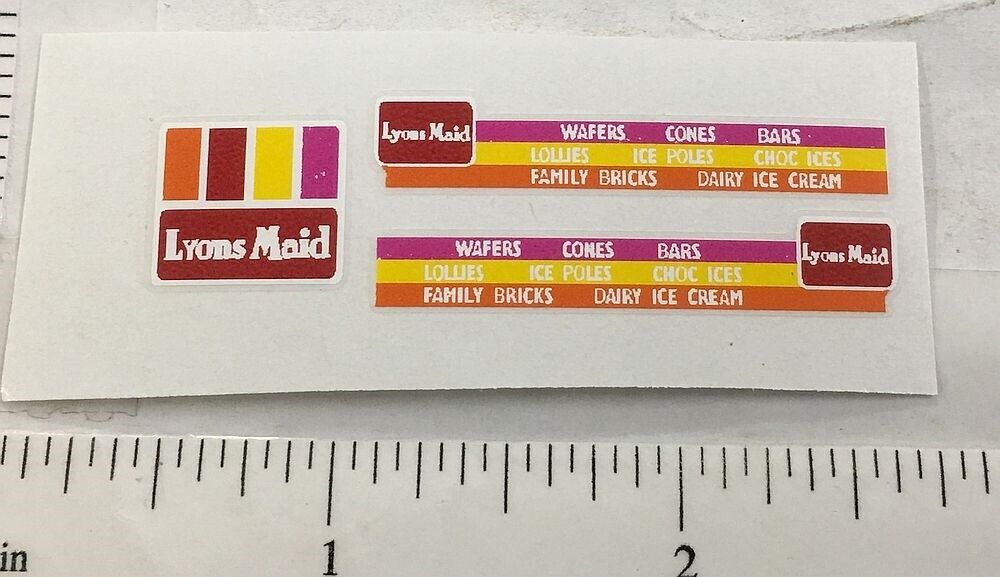 Lyons Maid
Lyons Maid
WAFERS CONES BARS
LOLLIES ICE POLES CHOC ICES
FAMILY BRICKS DAIRY ICE CREAM
WAFERS CONES BARS
Lyons Maid
LOLLIES ICE POLES CHOC ICES
FAMILY BRICKS DAIRY ICE CREAM
in 1 2